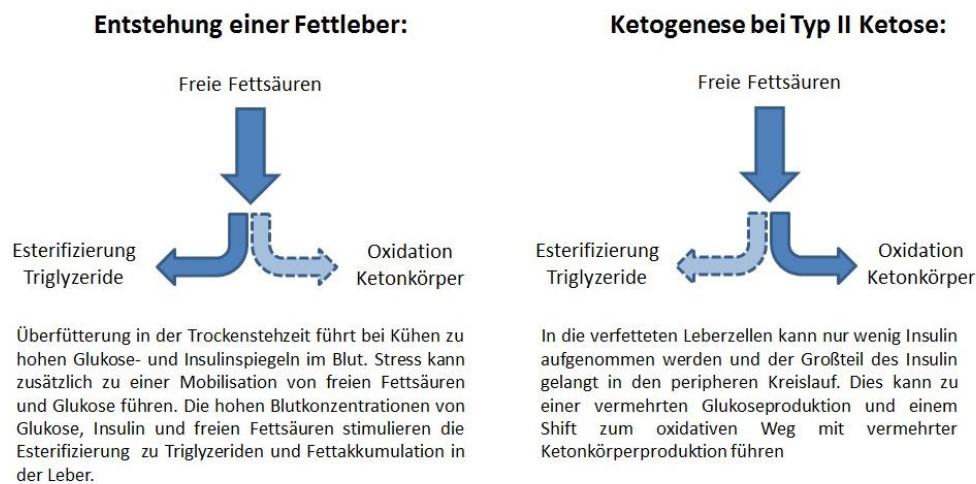 Entstehung einer Fettleber:
Freie Fettsäuren
Esterifizierung
Triglyzeride
Oxidation
Ketonkörper
Überfütterung in der Trockenstehzeit führt bei Kühen zu
hohen Glukose- und Insulinspiegeln im Blut. Stress kann
zusätzlich zu einer Mobilisation von freien Fettsäuren
und Glukose führen. Die hohen Blutkonzentrationen von
Glukose, Insulin und freien Fettsäuren stimulieren die
Esterifizierung zu Triglyzeriden und Fettakkumulation in
der Leber.
Ketogenese bei Typ II Ketose:
Freie Fettsäuren
Esterifizierung
Triglyzeride
Oxidation
Ketonkörper
In die verfetteten Leberzellen kann nur wenig Insulin
aufgenommen werden und der Großteil des Insulin
gelangt in den peripheren Kreislauf. Dies kann zu
einer vermehrten Glukoseproduktion und einem
Shift zum oxidativen Weg mit vermehrter
Ketonkörperproduktion führen